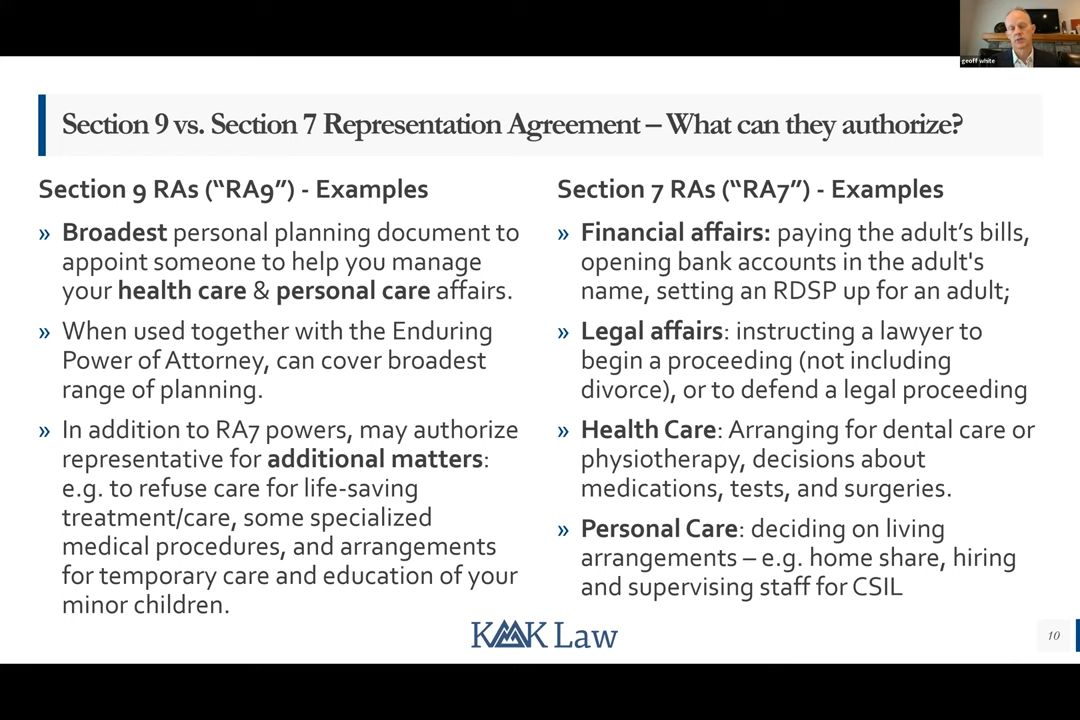 geoff white
Section 9 vs. Section 7 Representation Agreement – What can they authorize?
Section 9 RAs (“RA9”) - Examples
» Broadest personal planning document to
appoint someone to help you manage
your health care & personal care affairs.
» When used together with the Enduring
Power of Attorney, can cover broadest
range of planning.
» In addition to RA7 powers, may authorize
representative for additional matters:
e.g. to refuse care for life-saving
treatment/care, some specialized
medical procedures, and arrangements
for temporary care and education of your
minor children.
Section 7 RAs (“RA7”) - Examples
» Financial affairs: paying the adult’s bills,
opening bank accounts in the adult's
name, setting an RDSP up for an adult;
» Legal affairs: instructing a lawyer to
begin a proceeding (not including
divorce), or to defend a legal proceeding
» Health Care: Arranging for dental care or
physiotherapy, decisions about
medications, tests, and surgeries.
» Personal Care: deciding on living
arrangements – e.g. home share, hiring
and supervising staff for CSIL
KMK Law
10